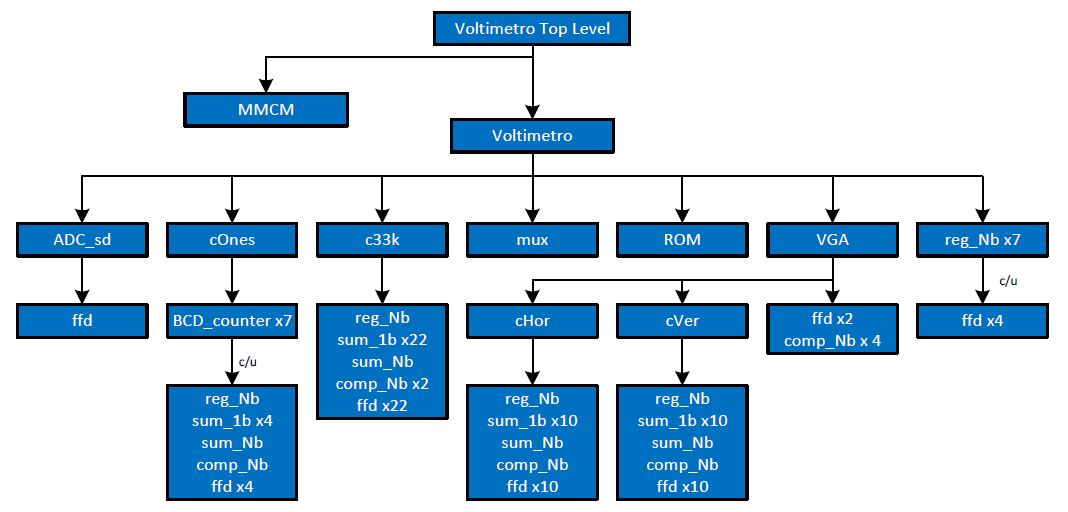 Voltimetro Top Level
MMCM
Voltimetro
ADC_sd
cOnes
c33k
mux
ROM
VGA
reg_Nb x7
c/u
ffd
BCD_counter x7
reg_Nb
sum_1b x22
sum_Nb
comp_Nb x2
ffd x22
cHor
cVer
ffd x2
comp_Nb x 4
ffd x4
c/u
reg_Nb
sum_1b x4
sum_Nb
comp_Nb
ffd x4
reg_Nb
sum_1b x10
sum_Nb
comp_Nb
ffd x10
reg_Nb
sum_1b x10
sum_Nb
comp_Nb
ffd x10